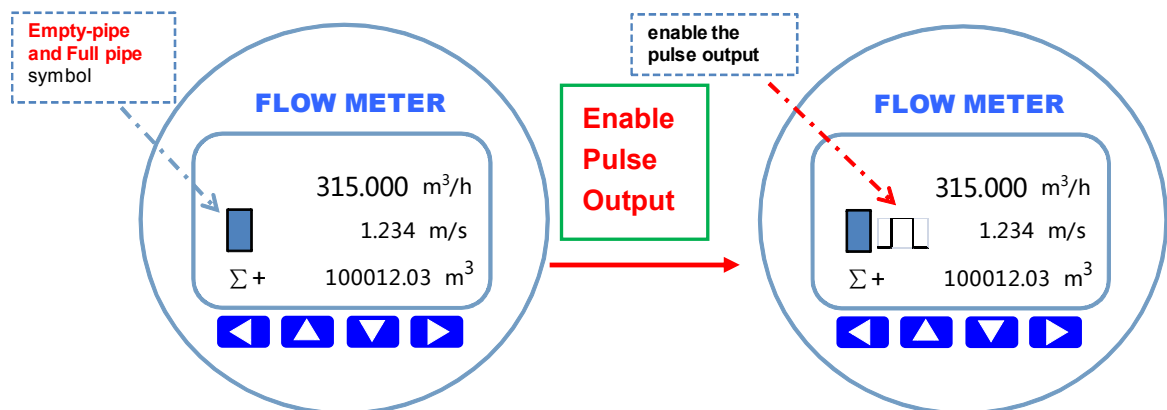 Empty-pipe
and Full pipe
symbol
FLOW METER
315.000 m³/h
1.234 m/s
∑ + 100012.03 m³
Enable
Pulse
Output
enable the
pulse output
FLOW METER
315.000 m³/h
1.234 m/s
∑ + 100012.03 m³